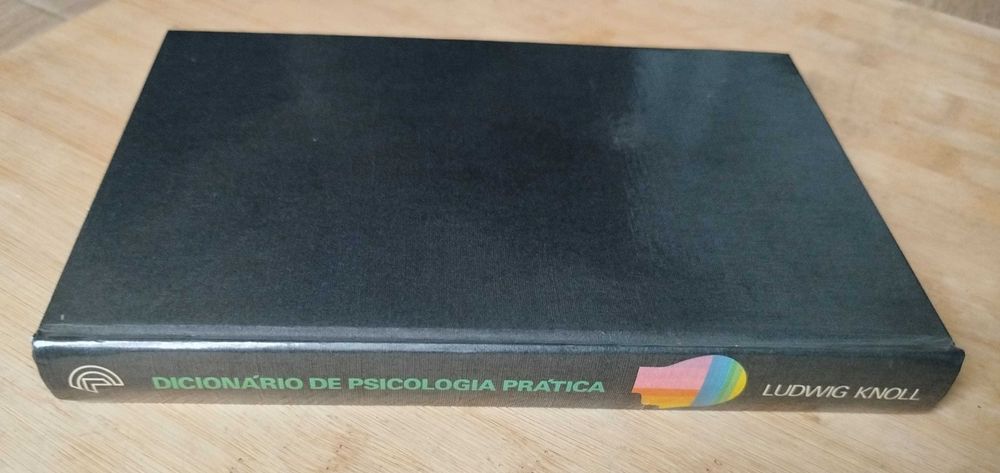 DICIONÁRIO DE PSICOLOGIA PRÁTICA
LUDWIG KNOLL